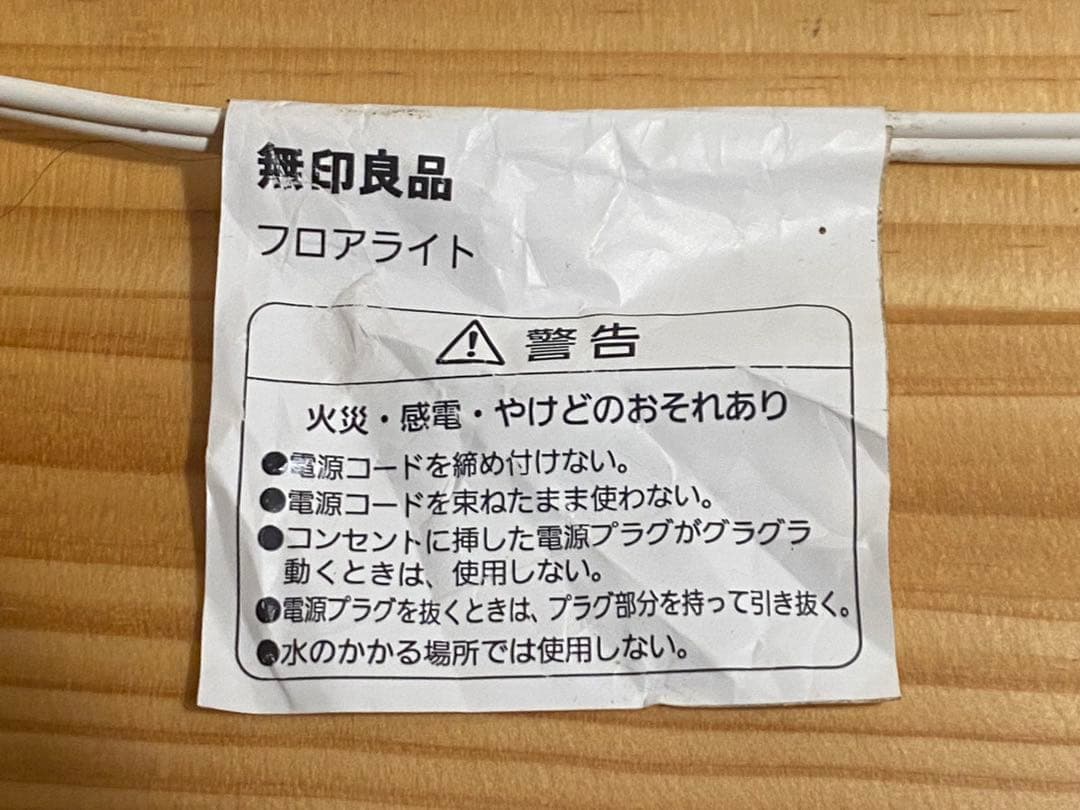 無印良品
フロアライト
警告
火災・感電・やけどのおそれあり
●電源コードを締め付けない。
●電源コードを束ねたまま使わない。
●コンセントに挿した電源プラグがグラグラ
動くときは、使用しない。
●電源プラグを抜くときは、プラグ部分を持って引き抜く。
●水のかかる場所では使用しない。